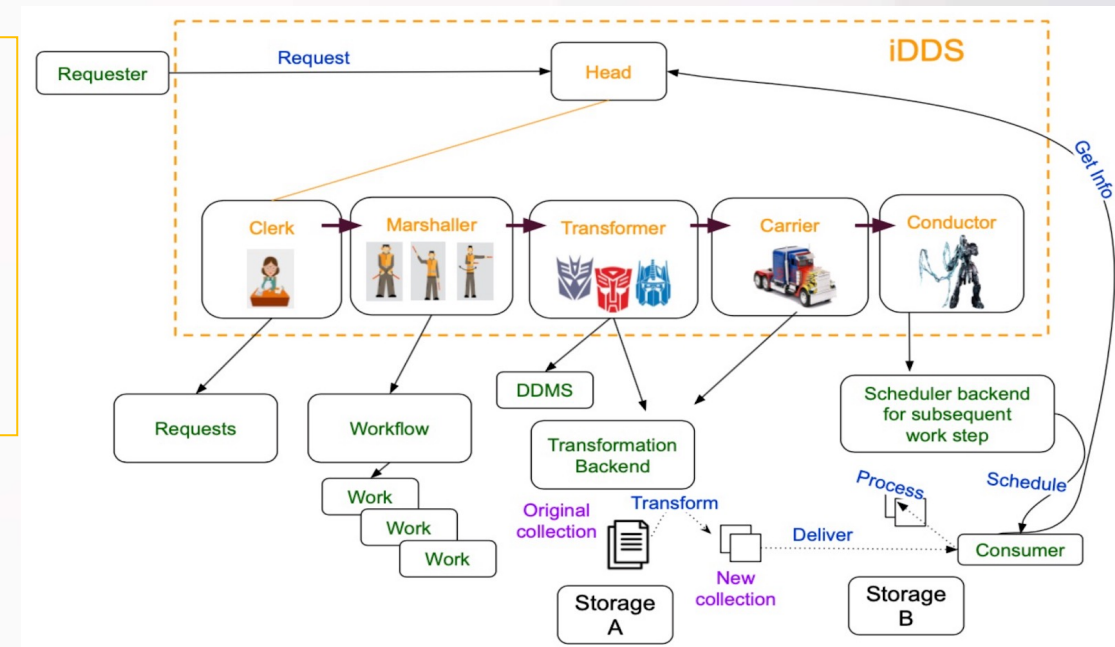 iDDS
Requester
Request
Head
Get Info
Clerk
Marshaller
Transformer
Carrier
Conductor
DDMS
Requests
Workflow
Work
Work
Work
Transformation
Backend
Scheduler backend
for subsequent
work step
Original
collection
Transform
New
collection
Deliver
Process
Schedule
Consumer
Storage
A
Storage
B